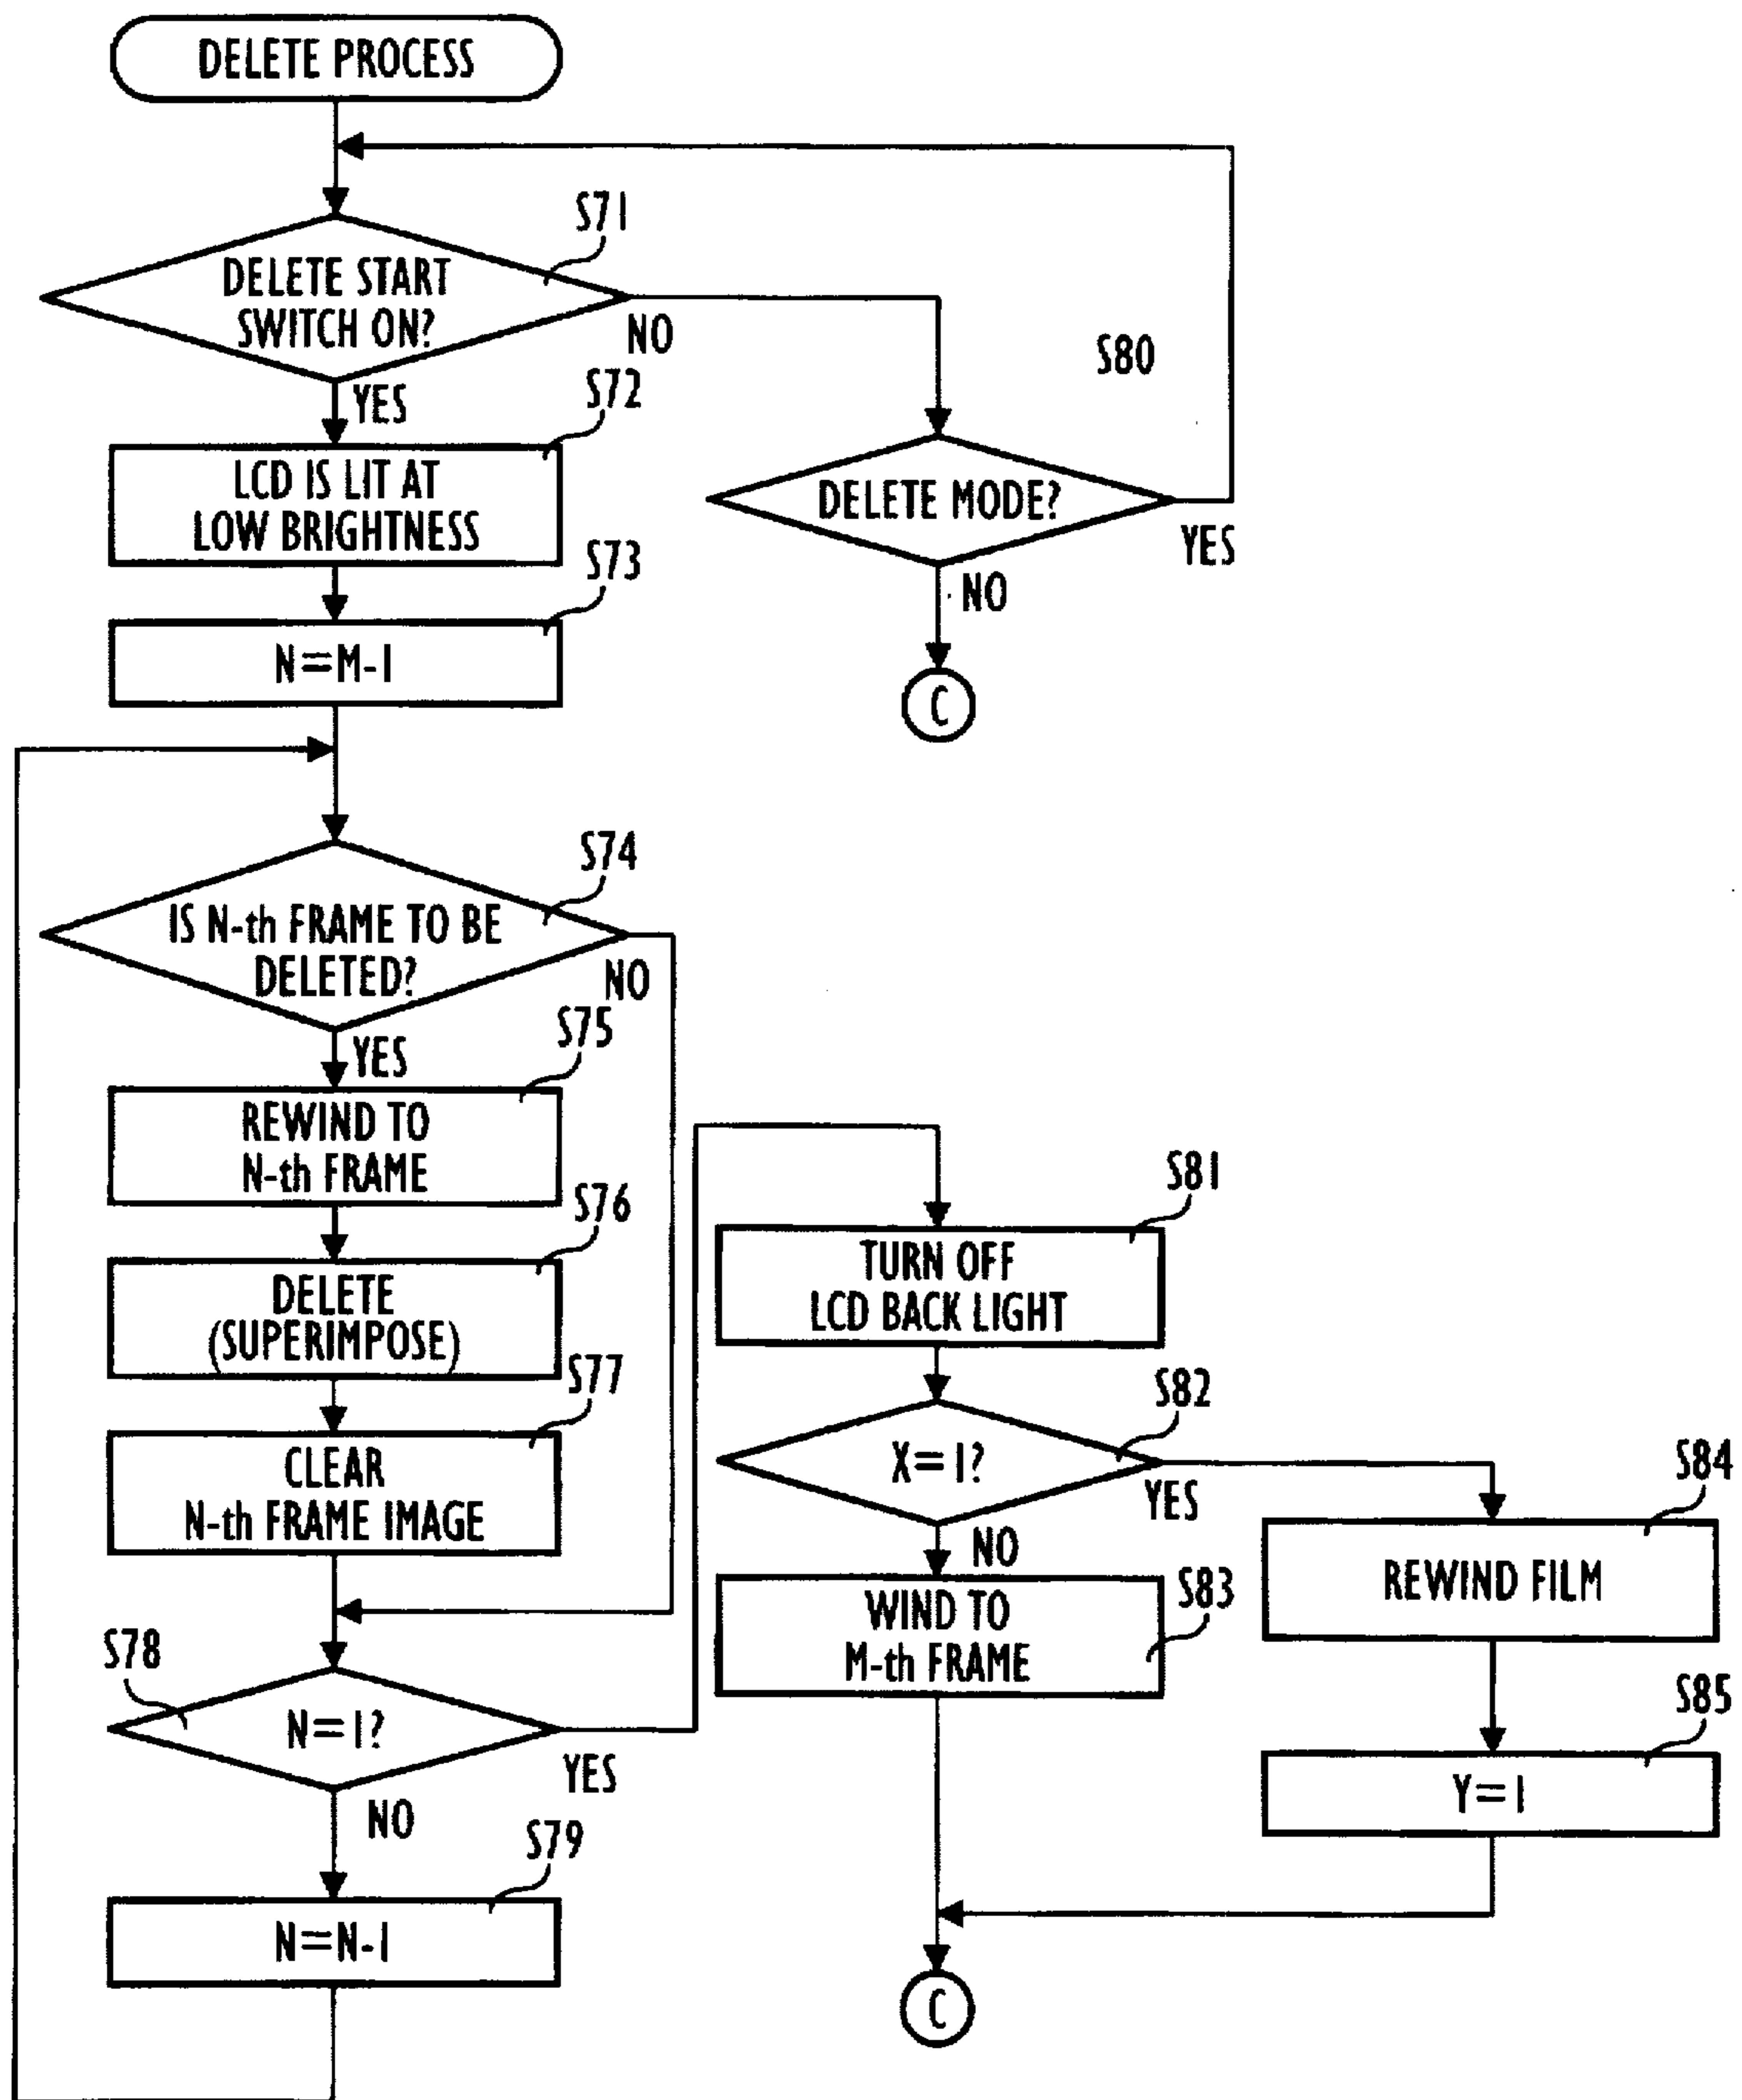 DELETE PROCESS
S71
DELETE START
SWITCH ON?
NO
YES
S80
DELETE MODE?
YES
NO
C
S72
LCD IS LIT AT
LOW BRIGHTNESS
S73
N=M-1
S74
IS N-th FRAME TO BE
DELETED?
NO
YES
S75
REWIND TO
N-th FRAME
S76
DELETE
(SUPERIMPOSE)
S77
CLEAR
N-th FRAME IMAGE
S78
N=1?
YES
NO
S79
N=N-1
S81
TURN OFF
LCD BACK LIGHT
S82
X=1?
YES
NO
S83
WIND TO
M-th FRAME
S84
REWIND FILM
S85
Y=1
C